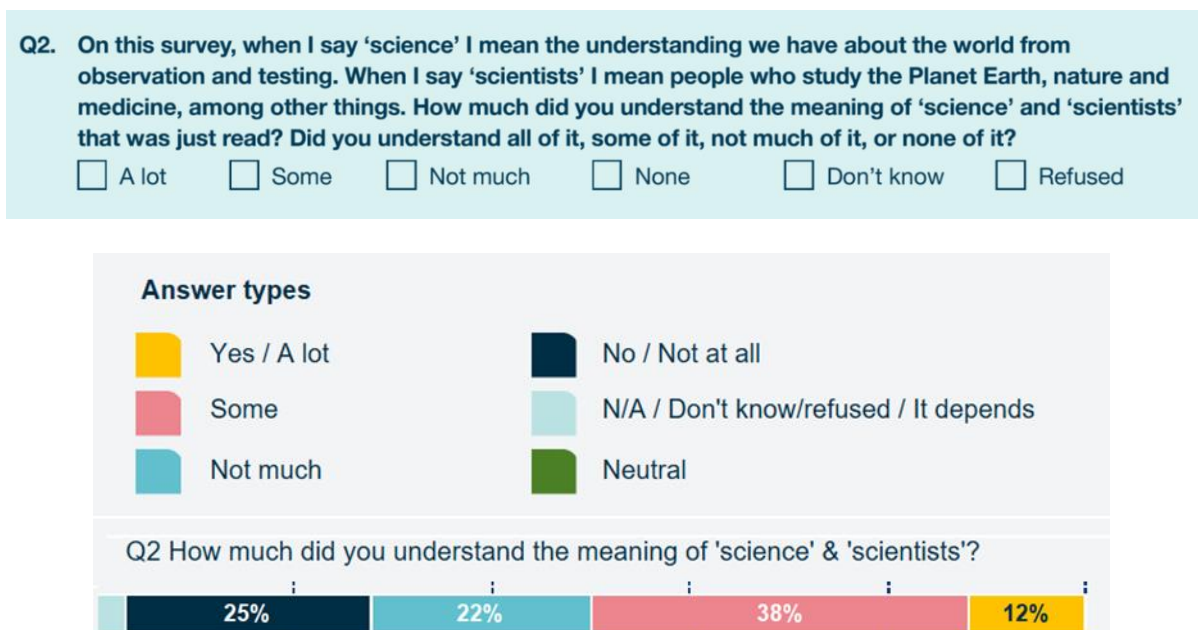 Q2. On this survey, when I say ‘science’ I mean the understanding we have about the world from
observation and testing. When I say ‘scientists’ I mean people who study the Planet Earth, nature and
medicine, among other things. How much did you understand the meaning of ‘science’ and ‘scientists’
that was just read? Did you understand all of it, some of it, not much of it, or none of it?
A lot Some Not much None Don’t know Refused
Answer types
Yes / A lot No / Not at all
Some N/A / Don't know/refused / It depends
Not much Neutral
Q2 How much did you understand the meaning of 'science' & 'scientists'?
25% 22% 38% 12%